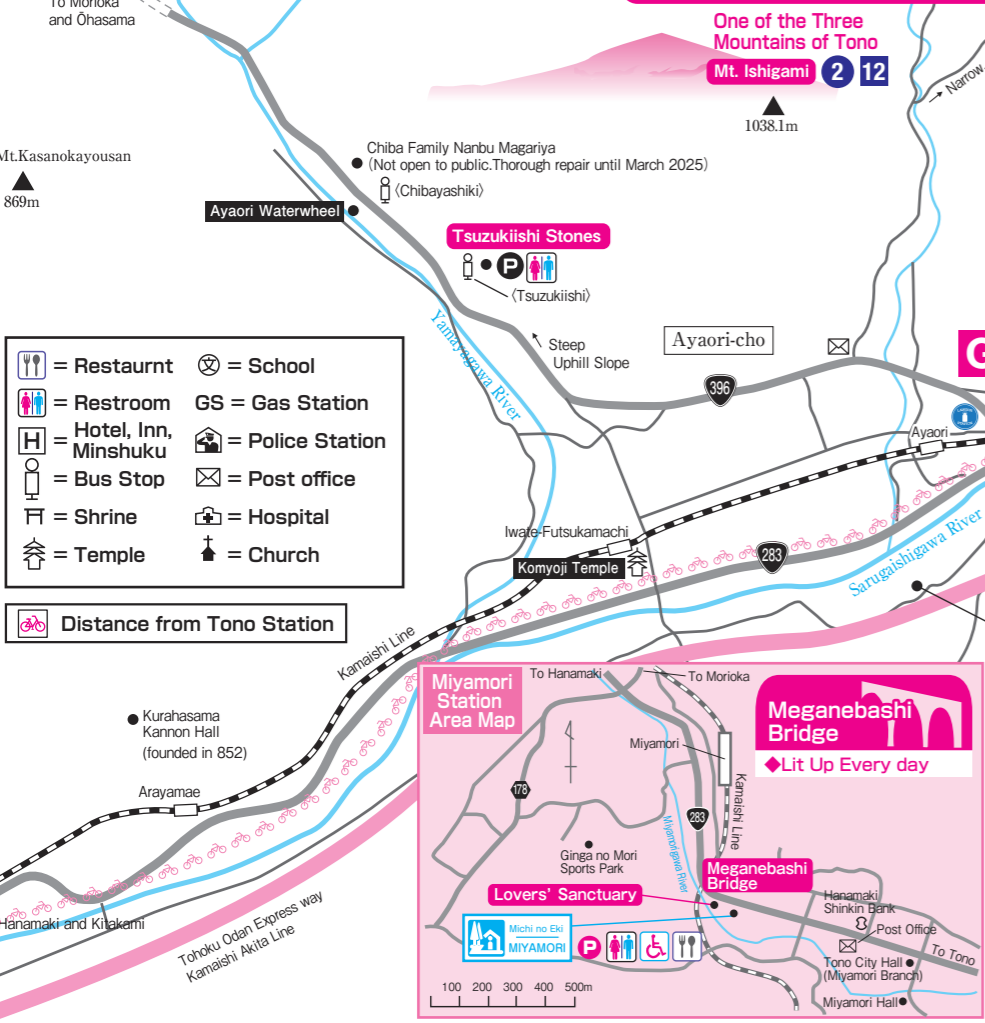 To Morioka
and Ōhasama
One of the Three
Mountains of Tono
Mt. Ishigami 2 12
1038.1m
Narrow
Mt.Kasanokayousan
869m
Chiba Family Nanbu Magariya
(Not open to public.Thorough repair until March 2025)
〈Chibayashiki〉
Ayaori Waterwheel
Tsuzukiishi Stones
P
〈Tsuzukiishi〉
Yamayagawa River
Steep
Uphill Slope
Ayaori-cho
396
G
Ayaori
= Restaurnt
文 = School
= Restroom
GS = Gas Station
H = Hotel, Inn,
Minshuku
= Police Station
= Bus Stop
= Post office
= Shrine
= Hospital
= Temple
= Church
Distance from Tono Station
Iwate-Futsukamachi
Komyoji Temple
283
Sarugaishigawa River
Kamaishi Line
Kurahasama
Kannon Hall
(founded in 852)
Arayamae
Hanamaki and Kitakami
Tohoku Odan Express way
Kamaishi Akita Line
Miyamori
Station
Area Map
To Hanamaki
To Morioka
Meganebashi
Bridge
◆Lit Up Every day
Miyamori
Kamaishi Line
178
283
Miyamorigawa River
Ginga no Mori
Sports Park
Meganebashi
Bridge
Lovers' Sanctuary
Michi no Eki
MIYAMORI
P
Hanamaki
Shinkin Bank
Post Office
To Tono
Tono City Hall
(Miyamori Branch)
Miyamori Hall
100 200 300 400 500m